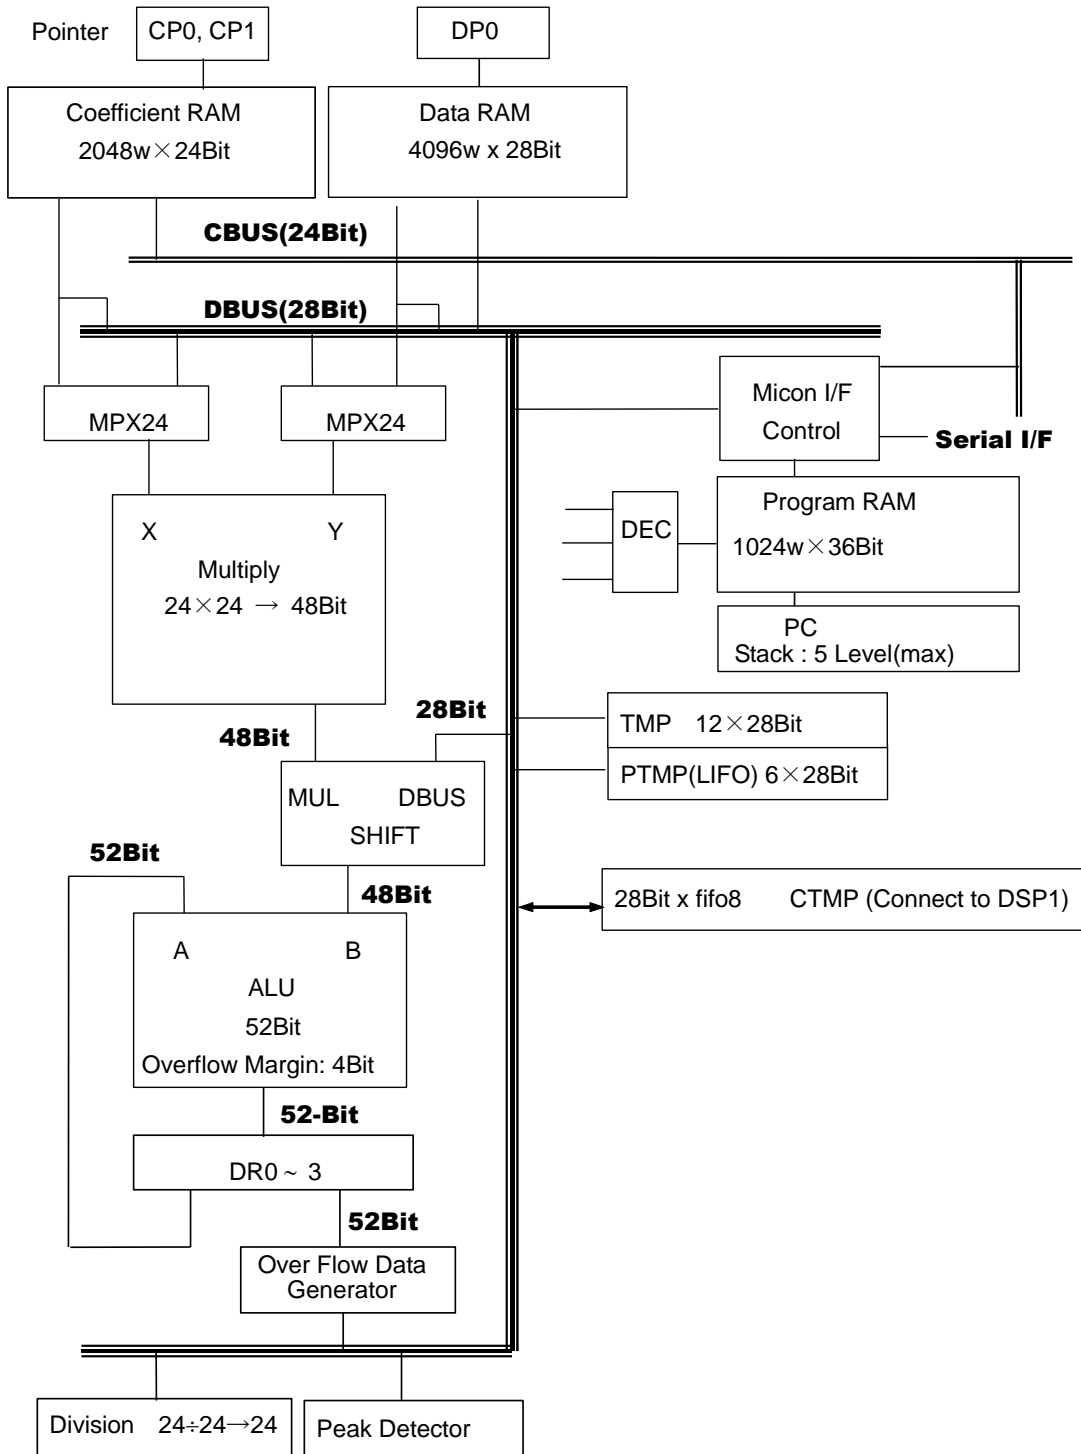 Pointer
CP0, CP1
DP0
Coefficient RAM
2048w×24Bit
Data RAM
4096w x 28Bit
CBUS(24Bit)
DBUS(28Bit)
MPX24
MPX24
Micon I/F
Control
Serial I/F
X
Y
Multiply
24×24 → 48Bit
DEC
Program RAM
1024w×36Bit
PC
Stack : 5 Level(max)
48Bit
28Bit
TMP 12×28Bit
PTMP(LIFO) 6×28Bit
MUL
DBUS
SHIFT
52Bit
48Bit
28Bit x fifo8 CTMP (Connect to DSP1)
A
B
ALU
52Bit
Overflow Margin: 4Bit
52-Bit
DR0 ~ 3
52Bit
Over Flow Data
Generator
Division 24÷24→24
Peak Detector